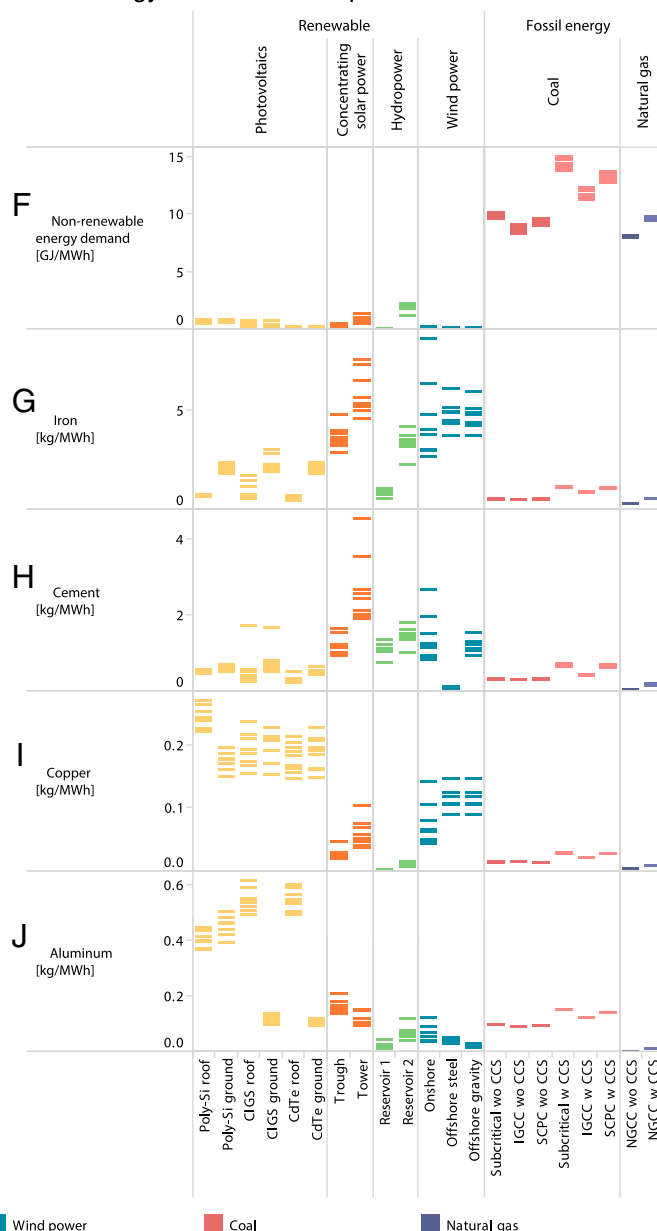 Renewable
Fossil energy
Photovoltaics
Concentrating
solar power
Hydropower
Wind power
Coal
Natural gas
F
Non-renewable
energy demand
[GJ/MWh]
15
10
5
0
G
Iron
[kg/MWh]
5
0
H
Cement
[kg/MWh]
4
2
0
I
Copper
[kg/MWh]
0.2
0.1
0.0
J
Aluminum
[kg/MWh]
0.6
0.4
0.2
0.0
Poly-Si roof
Poly-Si ground
CIGS roof
CIGS ground
CdTe roof
CdTe ground
Trough
Tower
Reservoir 1
Reservoir 2
Onshore
Offshore steel
Offshore gravity
Subcritical wo CCS
IGCC wo CCS
SCPC wo CCS
Subcritical w CCS
IGCC w CCS
SCPC w CCS
NGCC wo CCS
NGCC w CCS
Wind power
Coal
Natural gas